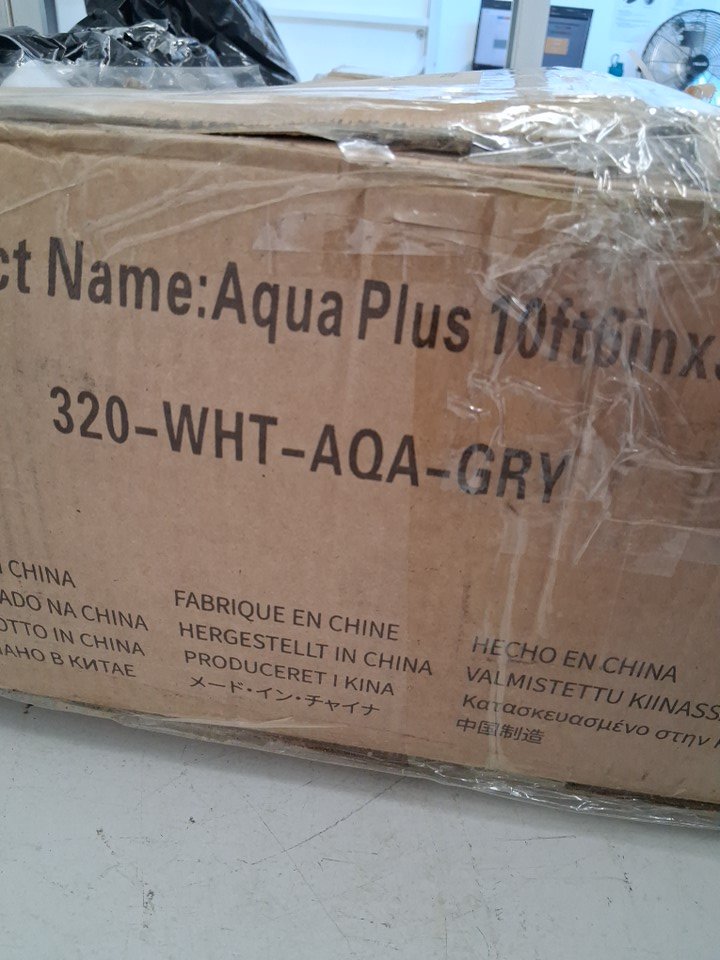 ct Name:Aqua Plus 10ft6inx
320-WHT-AQA-GRY
CHINA
ADO NA CHINA
OTTO IN CHINA
ЛАНО В КИТАЕ
FABRIQUE EN CHINE
HERGESTELLT IN CHINA
PRODUCERET I KINA
メード・イン・チャイナ
HECHO EN CHINA
VALMISTETTU KIINASS
Κατασκευασμένο στην
中国制造